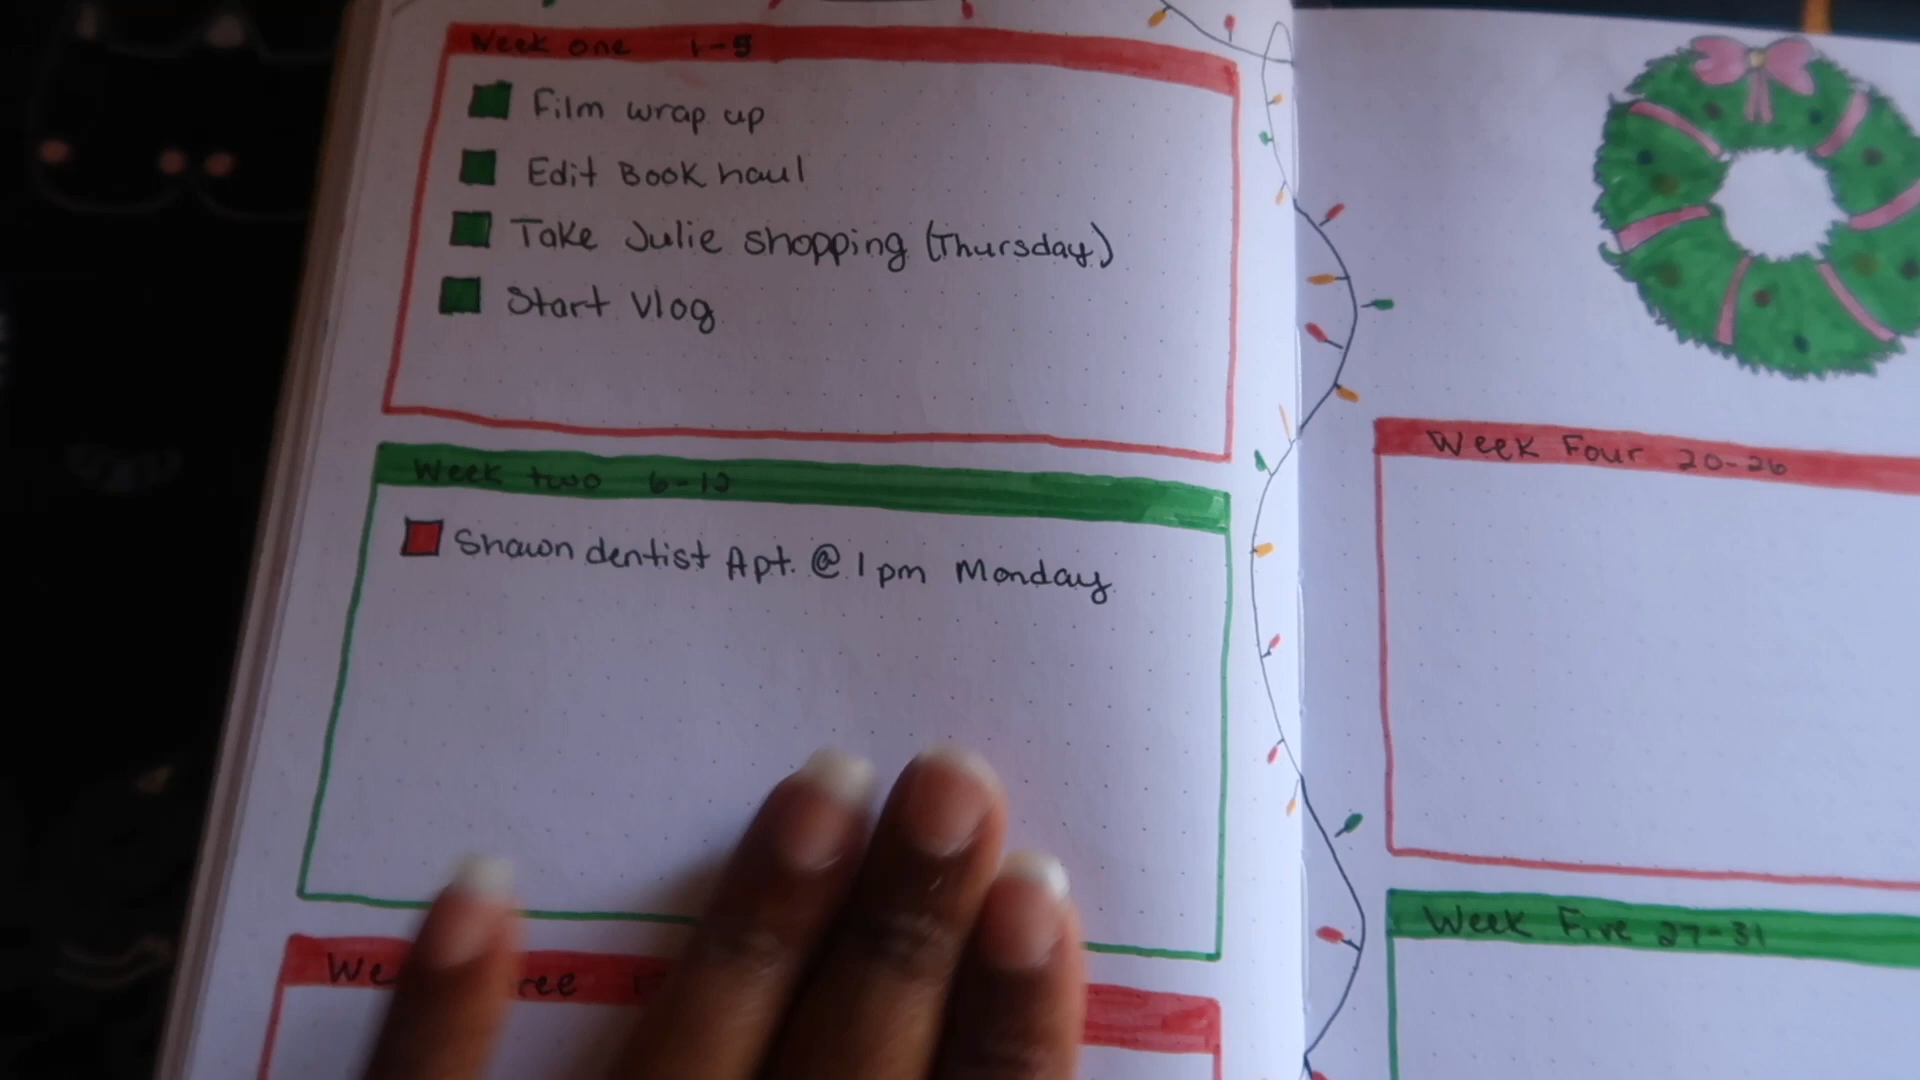 Week one 1-5
Film wrap up
Edit Book haul
Take Julie shopping (Thursday)
Start Vlog
Week two 6-12
Shawn dentist Apt. @ 1pm Monday
Week Four 20-26
Week Five 27-31